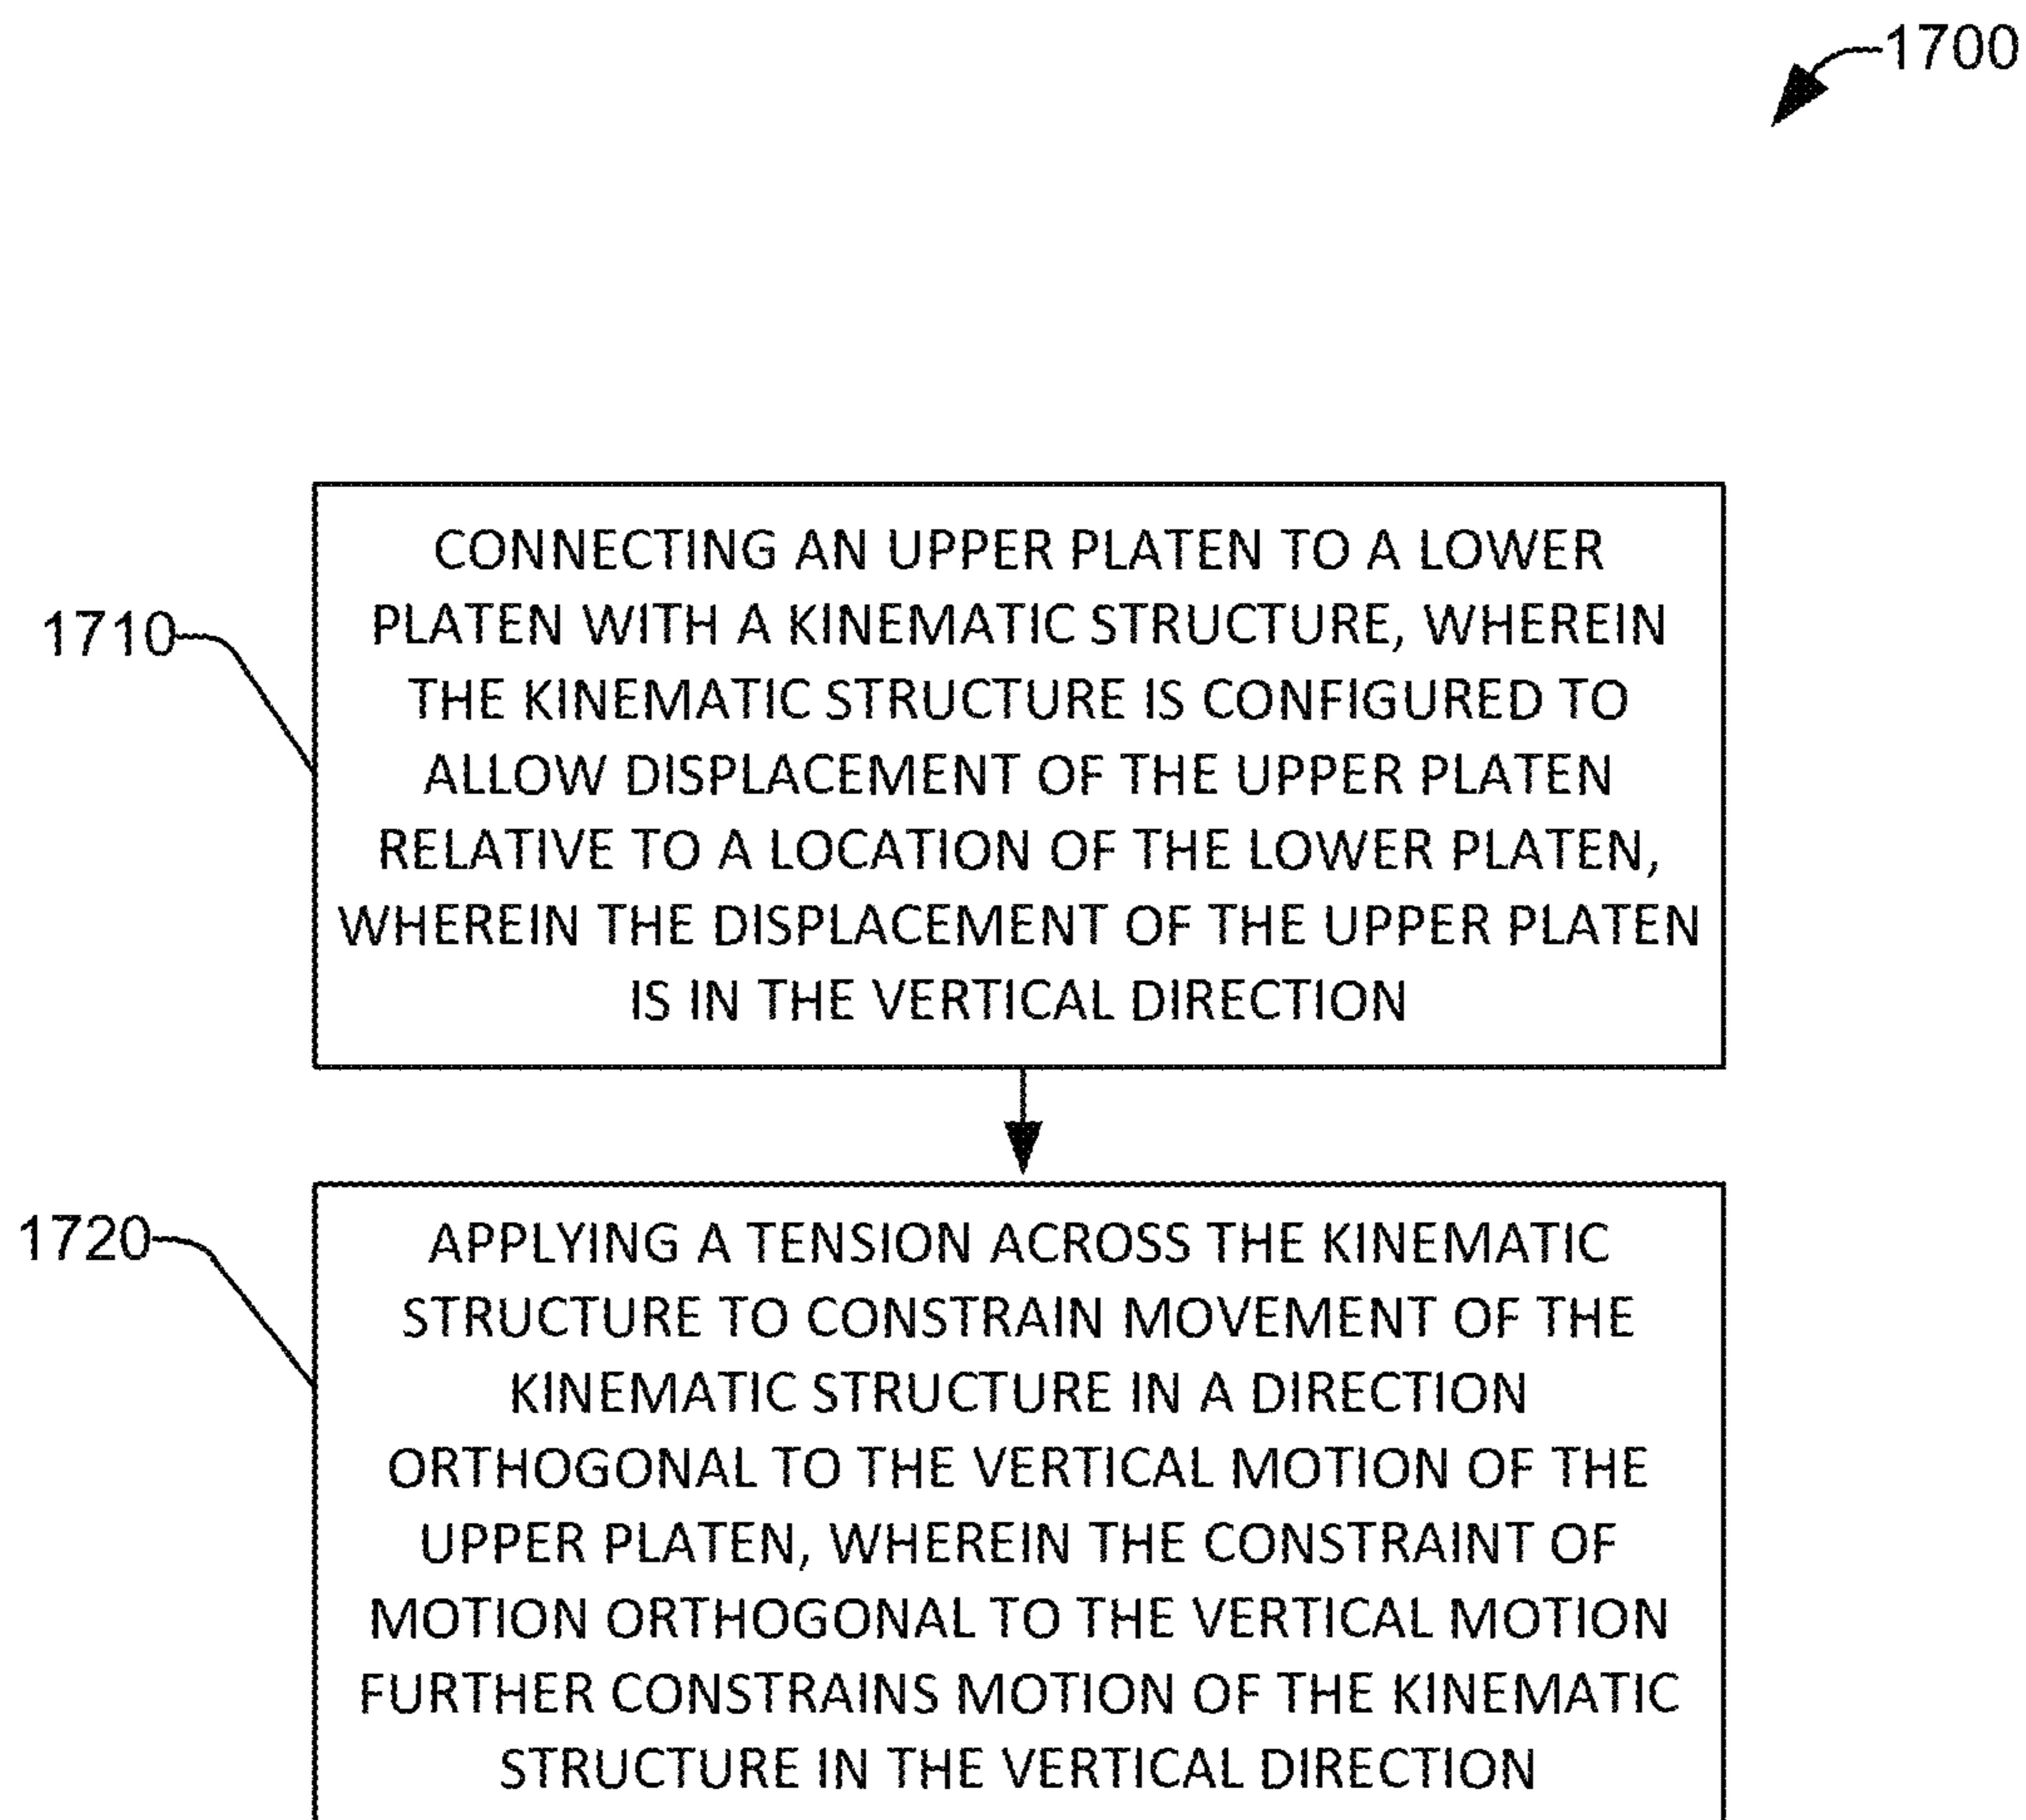 1700
CONNECTING AN UPPER PLATEN TO A LOWER
PLATEN WITH A KINEMATIC STRUCTURE, WHEREIN
THE KINEMATIC STRUCTURE IS CONFIGURED TO
ALLOW DISPLACEMENT OF THE UPPER PLATEN
RELATIVE TO A LOCATION OF THE LOWER PLATEN,
WHEREIN THE DISPLACEMENT OF THE UPPER PLATEN
IS IN THE VERTICAL DIRECTION
1710
APPLYING A TENSION ACROSS THE KINEMATIC
STRUCTURE TO CONSTRAIN MOVEMENT OF THE
KINEMATIC STRUCTURE IN A DIRECTION
ORTHOGONAL TO THE VERTICAL MOTION OF THE
UPPER PLATEN, WHEREIN THE CONSTRAINT OF
MOTION ORTHOGONAL TO THE VERTICAL MOTION
FURTHER CONSTRAINS MOTION OF THE KINEMATIC
STRUCTURE IN THE VERTICAL DIRECTION
1720